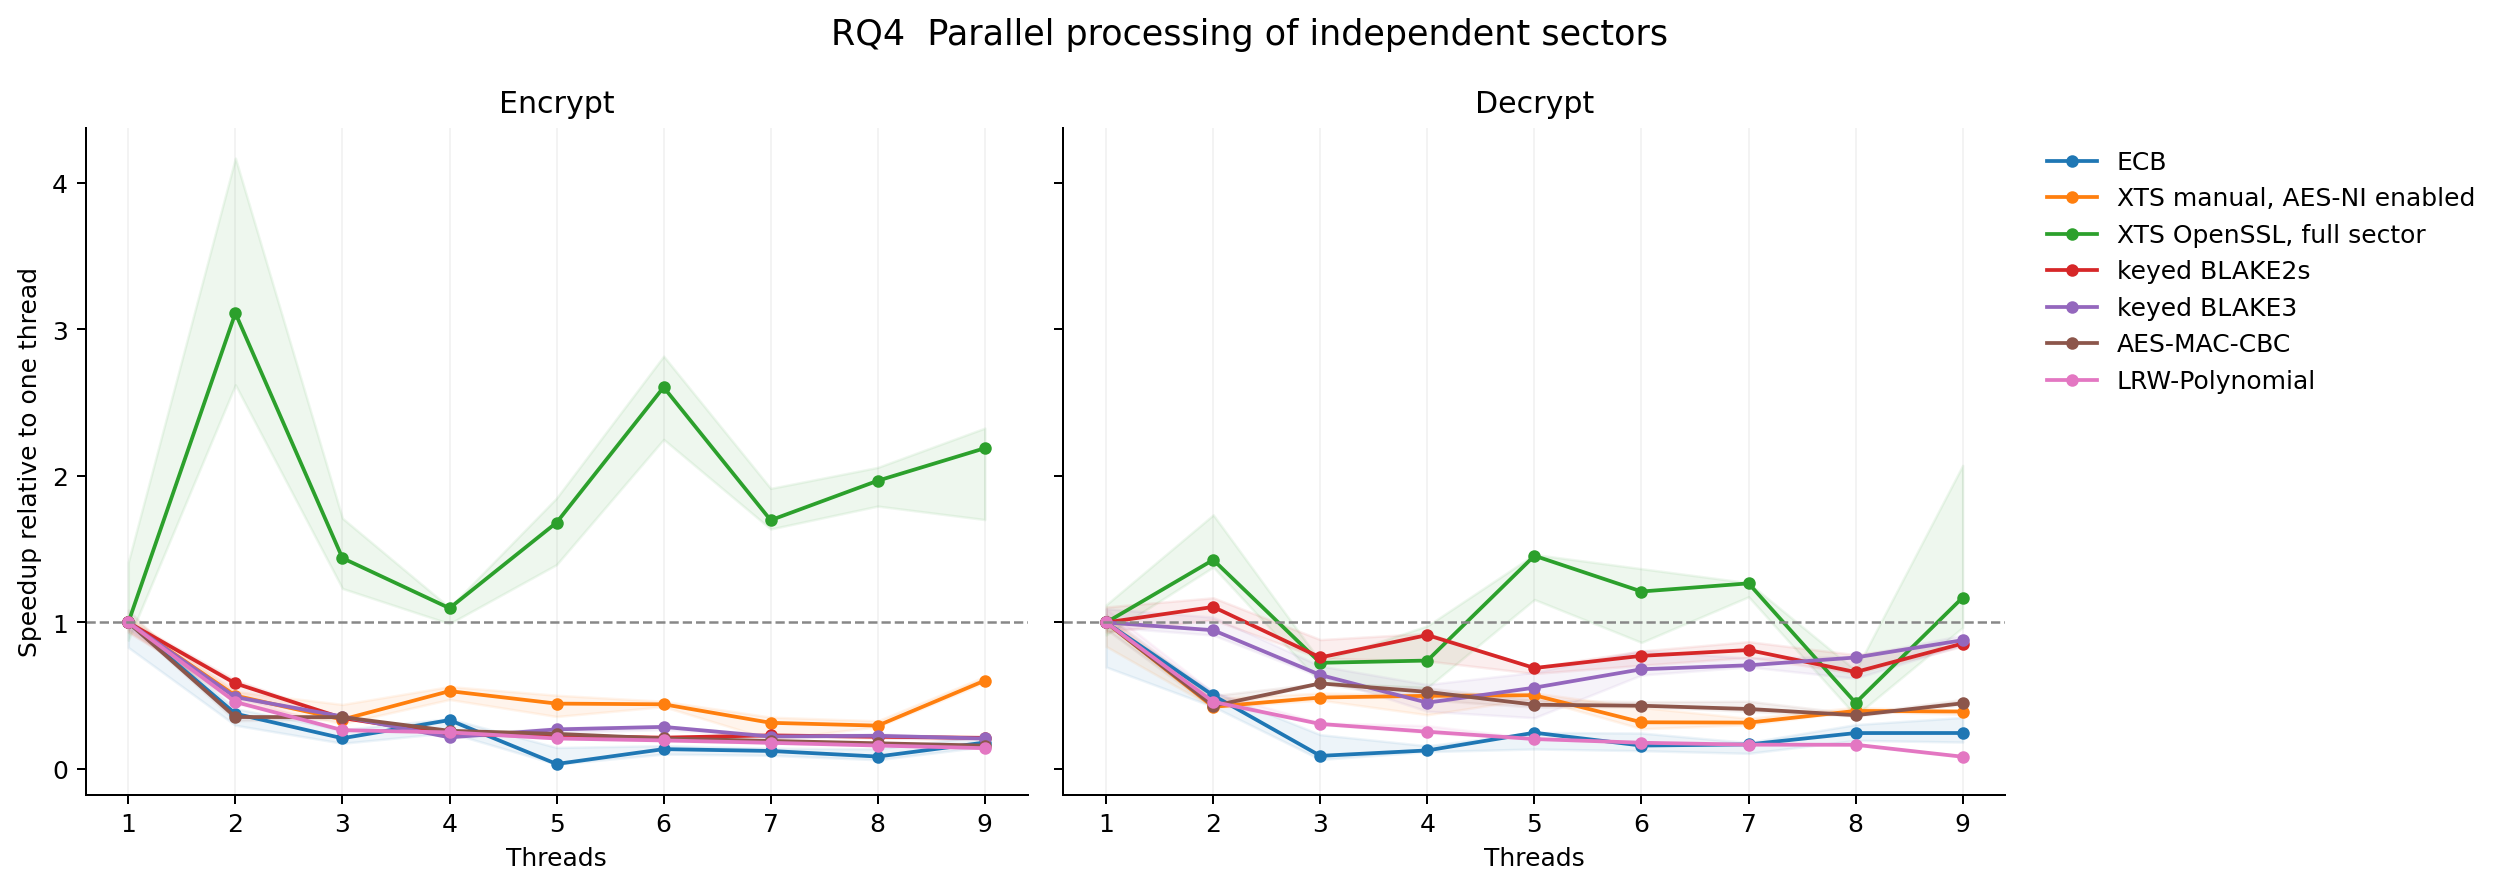 RQ4  Parallel processing of independent sectors
Encrypt
Decrypt
Speedup relative to one thread
4
3
2
1
0
1 2 3 4 5 6 7 8 9
Threads
1 2 3 4 5 6 7 8 9
Threads
ECB
XTS manual, AES-NI enabled
XTS OpenSSL, full sector
keyed BLAKE2s
keyed BLAKE3
AES-MAC-CBC
LRW-Polynomial